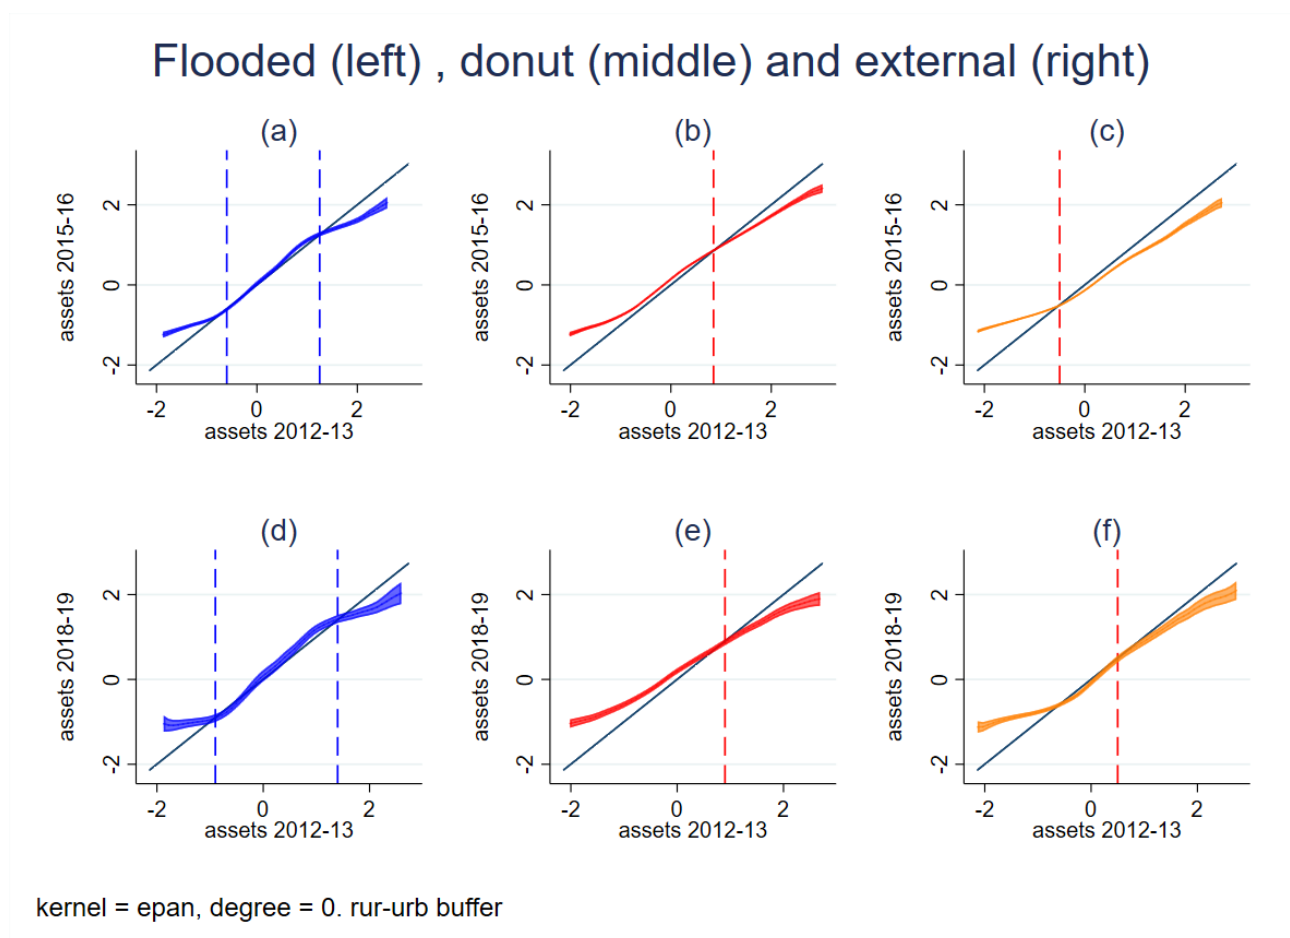 Flooded (left) , donut (middle) and external (right)
(a)
assets 2015-16
2
0
-2
-2 0 2
assets 2012-13
(b)
assets 2015-16
2
0
-2
-2 0 2
assets 2012-13
(c)
assets 2015-16
2
0
-2
-2 0 2
assets 2012-13
(d)
assets 2018-19
2
0
-2
-2 0 2
assets 2012-13
(e)
assets 2018-19
2
0
-2
-2 0 2
assets 2012-13
(f)
assets 2018-19
2
0
-2
-2 0 2
assets 2012-13
kernel = epan, degree = 0. rur-urb buffer